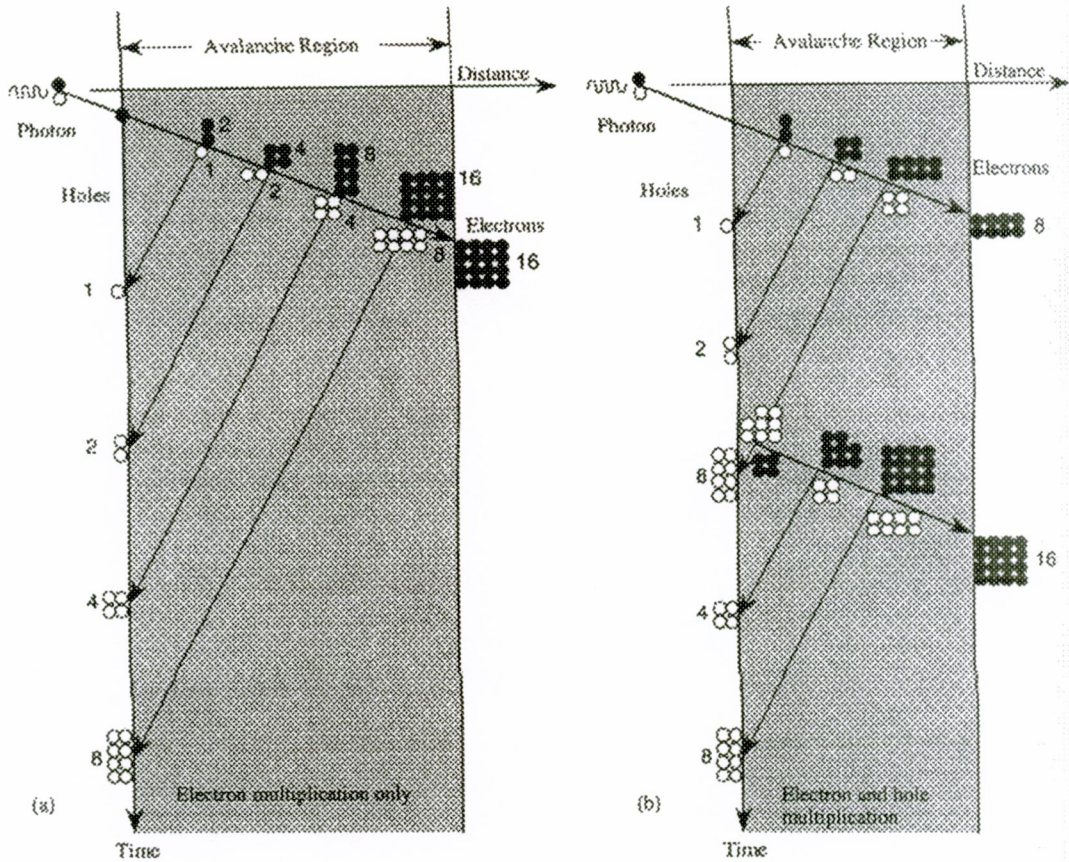 Avalanche Region
Distance
Photon
2
1
4
2
8
4
16
8
Holes
Electrons
16
1
2
4
8
(a)
Electron multiplication only
Time
Avalanche Region
Distance
Photon
Holes
Electrons
1
8
2
8
16
4
8
(b)
Electron and hole
multiplication
Time